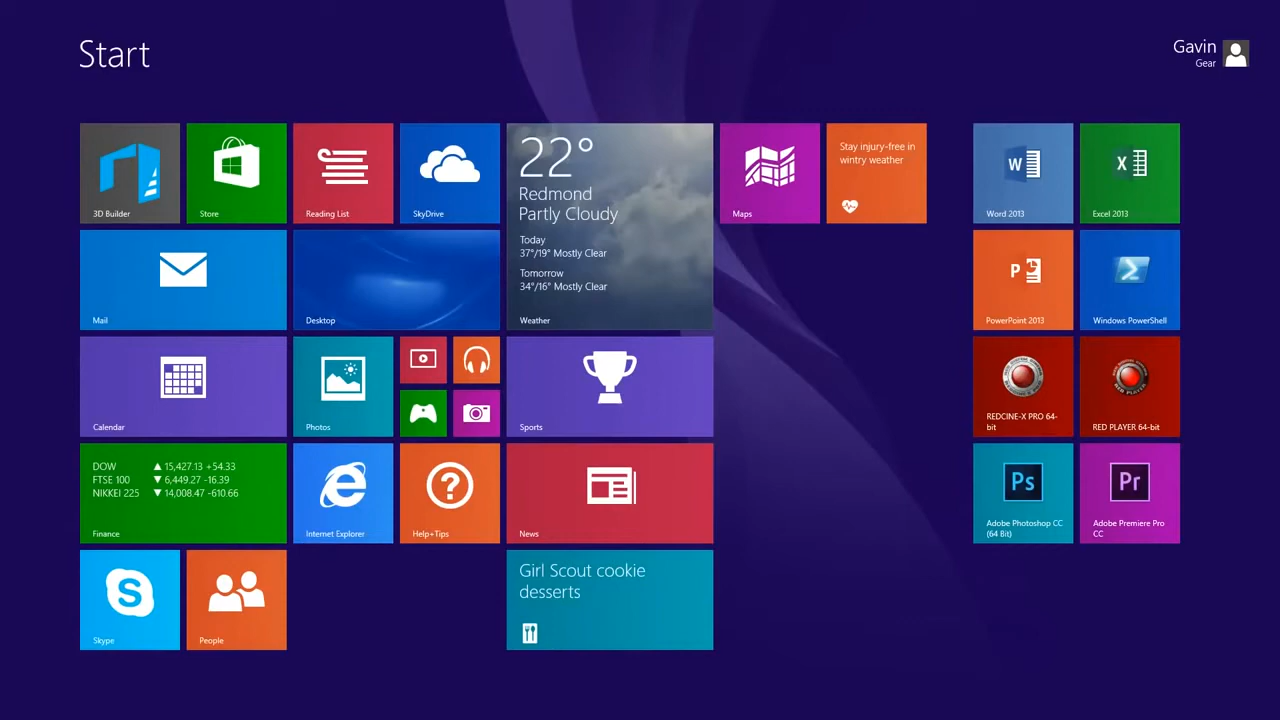 Start
Gavin
Gear
3D Builder
Store
Reading List
SkyDrive
22°
Redmond
Partly Cloudy
Today
37°/19° Mostly Clear
Tomorrow
34°/16° Mostly Clear
Weather
Maps
Stay injury-free in
wintry weather
W
Word 2013
X
Excel 2013
Mail
Desktop
P
PowerPoint 2013
Windows PowerShell
Calendar
Photos
Sports
REDCINE-X PRO 64-
bit
RED PLAYER
RED PLAYER 64-bit
DOW ▲ 15,427.13 +54.33
FTSE 100 ▼ 6,449.27 -16.39
NIKKEI 225 ▼ 14,008.47 -610.66
Finance
Internet Explorer
?
Help+Tips
News
Ps
Adobe Photoshop CC
(64 Bit)
Pr
Adobe Premiere Pro
CC
S
Skype
People
Girl Scout cookie
desserts